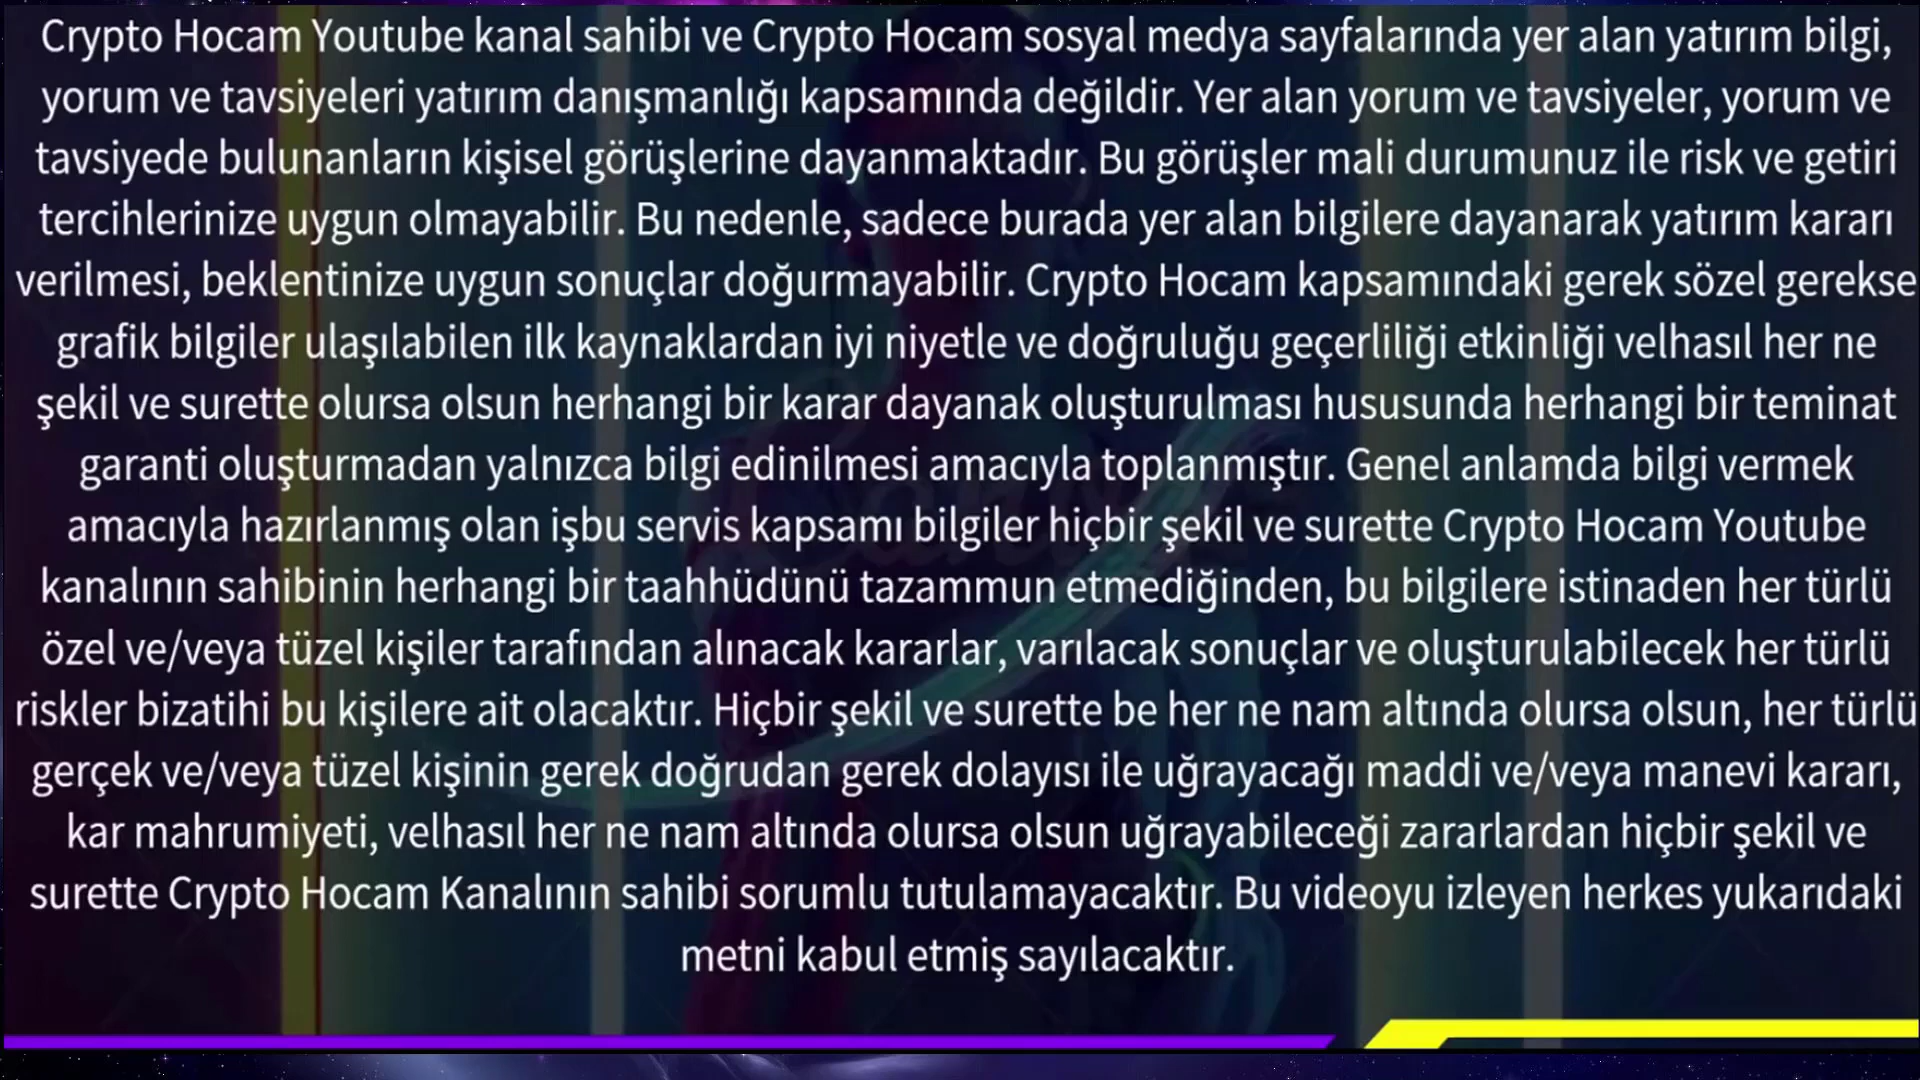 Crypto Hocam Youtube kanal sahibi ve Crypto Hocam sosyal medya sayfalarında yer alan yatırım bilgi,
yorum ve tavsiyeleri yatırım danışmanlığı kapsamında değildir. Yer alan yorum ve tavsiyeler, yorum ve
tavsiyede bulunanların kişisel görüşlerine dayanmaktadır. Bu görüşler mali durumunuz ile risk ve getiri
tercihlerinize uygun olmayabilir. Bu nedenle, sadece burada yer alan bilgilere dayanarak yatırım kararı
verilmesi, beklentinize uygun sonuçlar doğurmayabilir. Crypto Hocam kapsamındaki gerek sözel gerekse
grafik bilgiler ulaşılabilen ilk kaynaklardan iyi niyetle ve doğruluğu geçerliliği etkinliği velhasıl her ne
şekil ve surette olursa olsun herhangi bir karar dayanak oluşturulması hususunda herhangi bir teminat
garanti oluşturmadan yalnızca bilgi edinilmesi amacıyla toplanmıştır. Genel anlamda bilgi vermek
amacıyla hazırlanmış olan işbu servis kapsamı bilgiler hiçbir şekil ve surette Crypto Hocam Youtube
kanalının sahibinin herhangi bir taahhüdünü tazammun etmediğinden, bu bilgilere istinaden her türlü
özel ve/veya tüzel kişiler tarafından alınacak kararlar, varılacak sonuçlar ve oluşturulabilecek her türlü
riskler bizatihi bu kişilere ait olacaktır. Hiçbir şekil ve surette be her ne nam altında olursa olsun, her türlü
gerçek ve/veya tüzel kişinin gerek doğrudan gerek dolayısı ile uğrayacağı maddi ve/veya manevi kararı,
kar mahrumiyeti, velhasıl her ne nam altında olursa olsun uğrayabileceği zararlardan hiçbir şekil ve
surette Crypto Hocam Kanalının sahibi sorumlu tutulamayacaktır. Bu videoyu izleyen herkes yukarıdaki
metni kabul etmiş sayılacaktır.